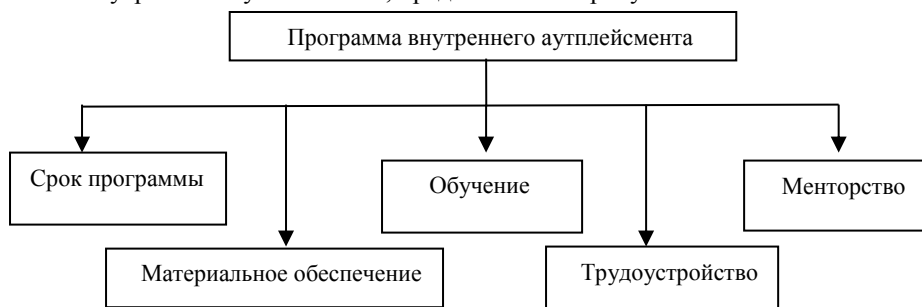 Программа внутреннего аутплейсмента
Срок программы
Обучение
Менторство
Материальное обеспечение
Трудоустройство